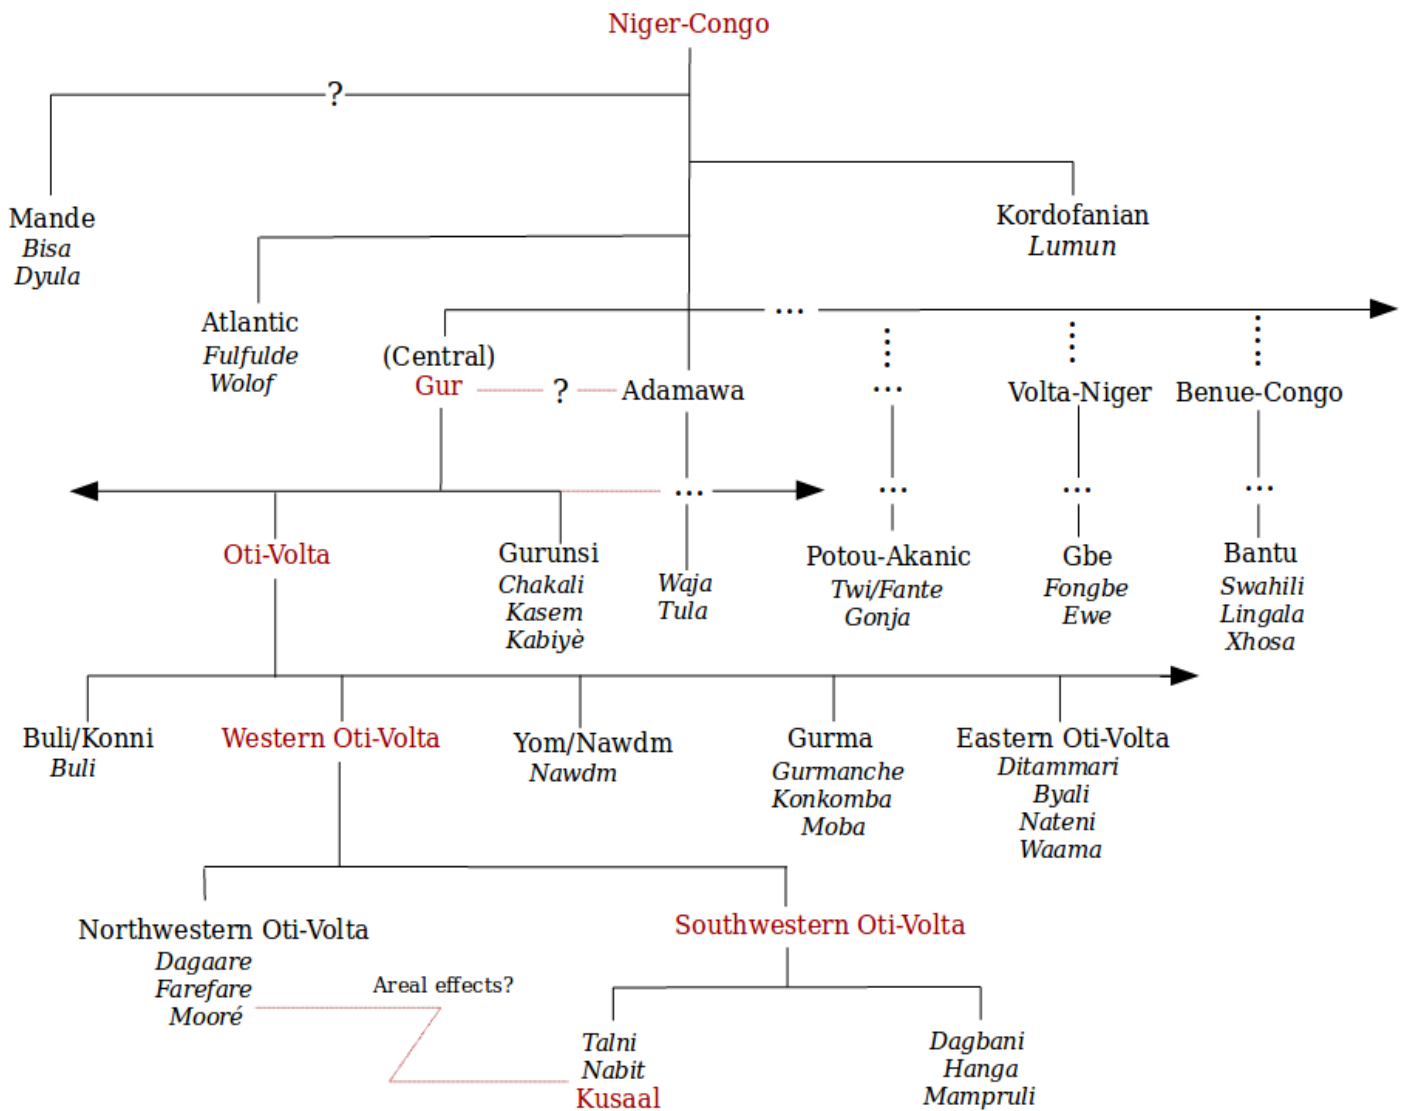 Niger-Congo
?
Mande
Bisa
Dyula
Kordofanian
Lumun
Atlantic
Fulfulde
Wolof
...
(Central)
Gur
?
Adamawa
...
Volta-Niger
Benue-Congo
...
...
...
...
Oti-Volta
Gurunsi
Chakali
Kasem
Kabiyè
Waja
Tula
Potou-Akanic
Twi/Fante
Gonja
Gbe
Fongbe
Ewe
Bantu
Swahili
Lingala
Xhosa
Buli/Konni
Buli
Western Oti-Volta
Yom/Nawdm
Nawdm
Gurma
Gurmanche
Konkomba
Moba
Eastern Oti-Volta
Ditammari
Byali
Nateni
Waama
Northwestern Oti-Volta
Dagaare
Farefare
Mooré
Areal effects?
Southwestern Oti-Volta
Talni
Nabit
Kusaal
Dagbani
Hanga
Mampruli